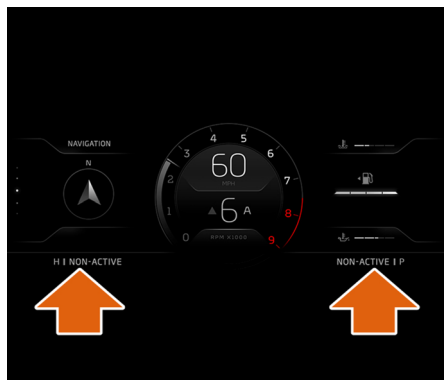 NAVIGATION
N
0
1
2
3
4
5
6
7
8
9
60
MPH
6 A
RPM X1000
H I NON-ACTIVE
NON-ACTIVE I P